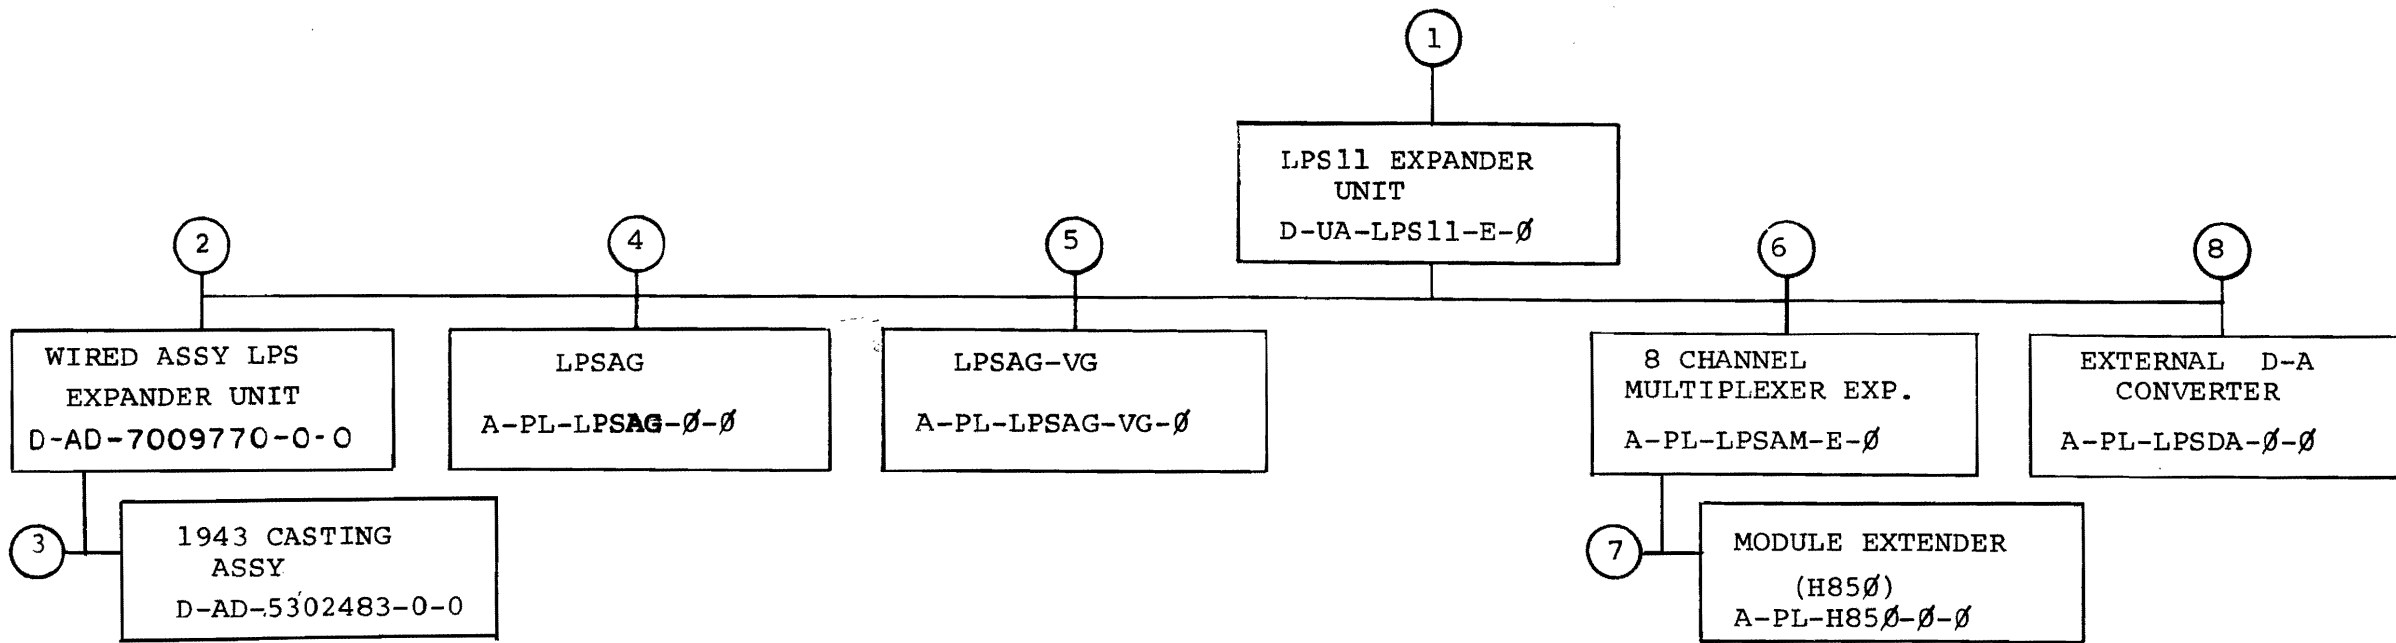 1
LPS11 EXPANDER
UNIT
D-UA-LPS11-E-Ø
2
WIRED ASSY LPS
EXPANDER UNIT
D-AD-7009770-0-0
3
1943 CASTING
ASSY
D-AD-5302483-0-0
4
LPSAG
A-PL-LPSAG-Ø-Ø
5
LPSAG-VG
A-PL-LPSAG-VG-Ø
6
8 CHANNEL
MULTIPLEXER EXP.
A-PL-LPSAM-E-Ø
7
MODULE EXTENDER
(H85Ø)
A-PL-H85Ø-Ø-Ø
8
EXTERNAL D-A
CONVERTER
A-PL-LPSDA-Ø-Ø